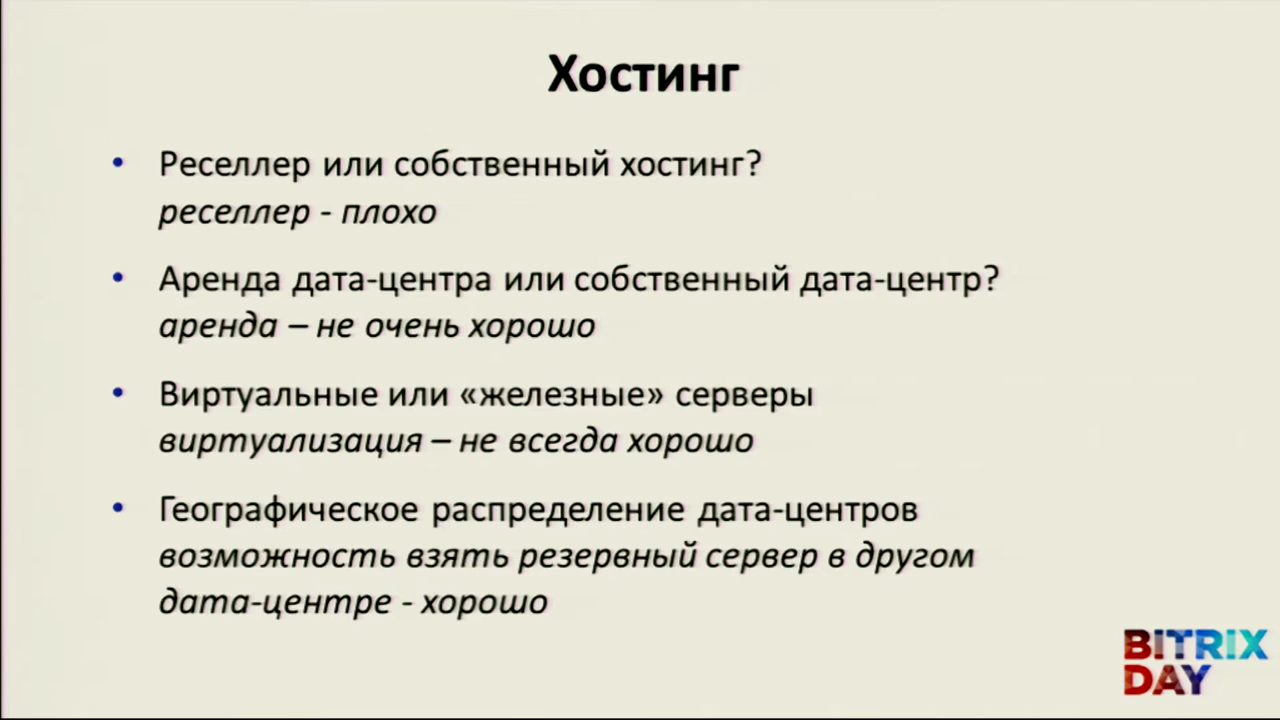 Хостинг
• Реселлер или собственный хостинг?
реселлер - плохо
• Аренда дата-центра или собственный дата-центр?
аренда – не очень хорошо
• Виртуальные или «железные» серверы
виртуализация – не всегда хорошо
• Географическое распределение дата-центров
возможность взять резервный сервер в другом
дата-центре - хорошо
BITRIX
DAY